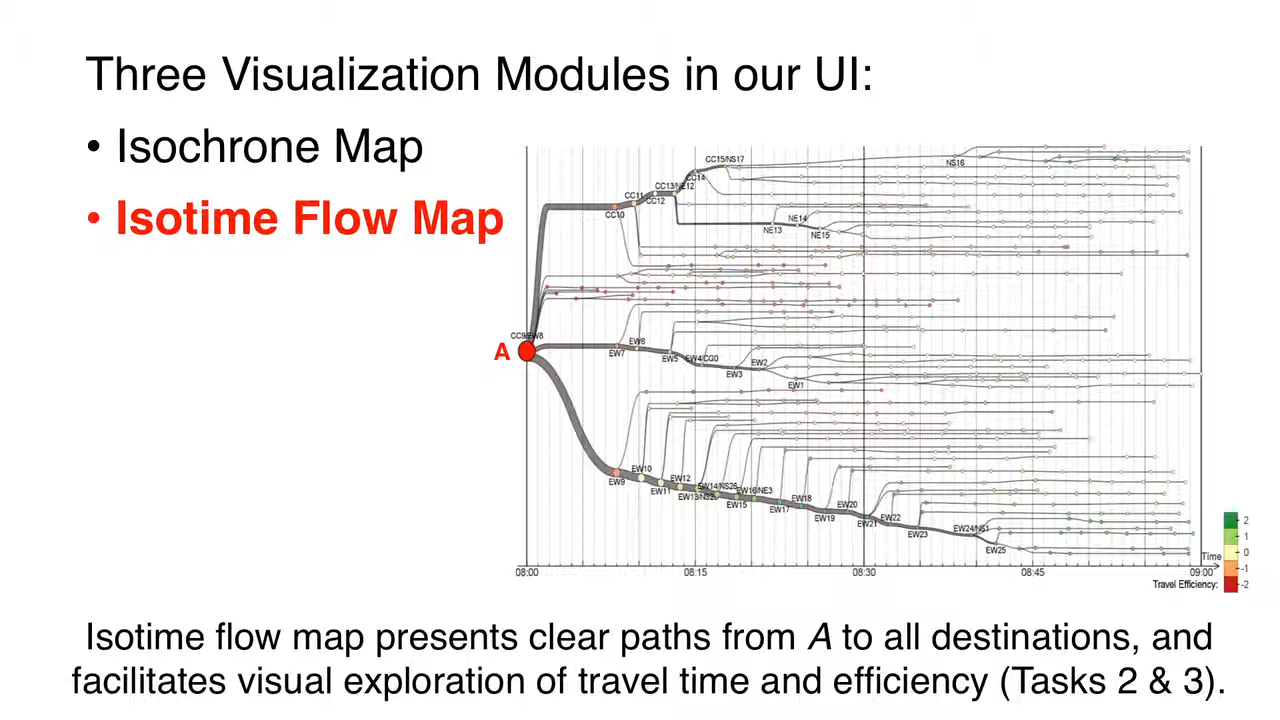 Three Visualization Modules in our UI:
• Isochrone Map
• Isotime Flow Map
CC15/NS17
NS16
CC14
CC13/NE12
CC11
CC12
CC10
NE14
NE13
NE15
CC9/EW8
A
EW6
EW7
EW5
EW4/CG0
EW2
EW3
EW1
EW10
EW9
EW12
EW11
EW14/NS26
EW16/NE3
EW15
EW18
EW17
EW20
EW19
EW22
EW21
EW24/NS1
EW23
EW25
2
1
0
-1
-2
Time
08:00
08:15
08:30
08:45
09:00
Travel Efficiency:
Isotime flow map presents clear paths from A to all destinations, and
facilitates visual exploration of travel time and efficiency (Tasks 2 & 3).